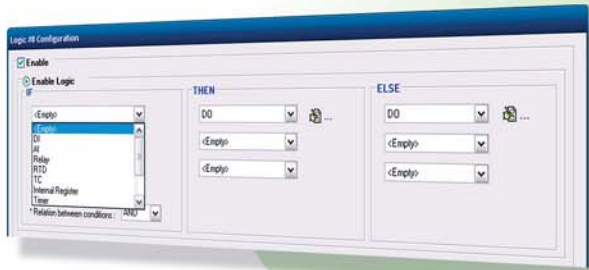 Logic #0 Configuration
Enable
Enable Logic
IF
<Empty>
<Empty>
DI
AI
Relay
RTD
TC
Internal Register
Timer
* Relation between conditions : AND
THEN
DO
...
<Empty>
<Empty>
ELSE
DO
...
<Empty>
<Empty>